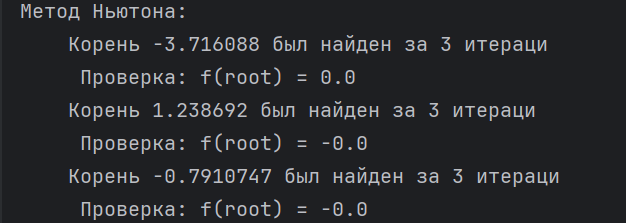 Метод Ньютона:
Корень -3.716088 был найден за 3 итераци
Проверка: f(root) = 0.0
Корень 1.238692 был найден за 3 итераци
Проверка: f(root) = -0.0
Корень -0.7910747 был найден за 3 итераци
Проверка: f(root) = -0.0